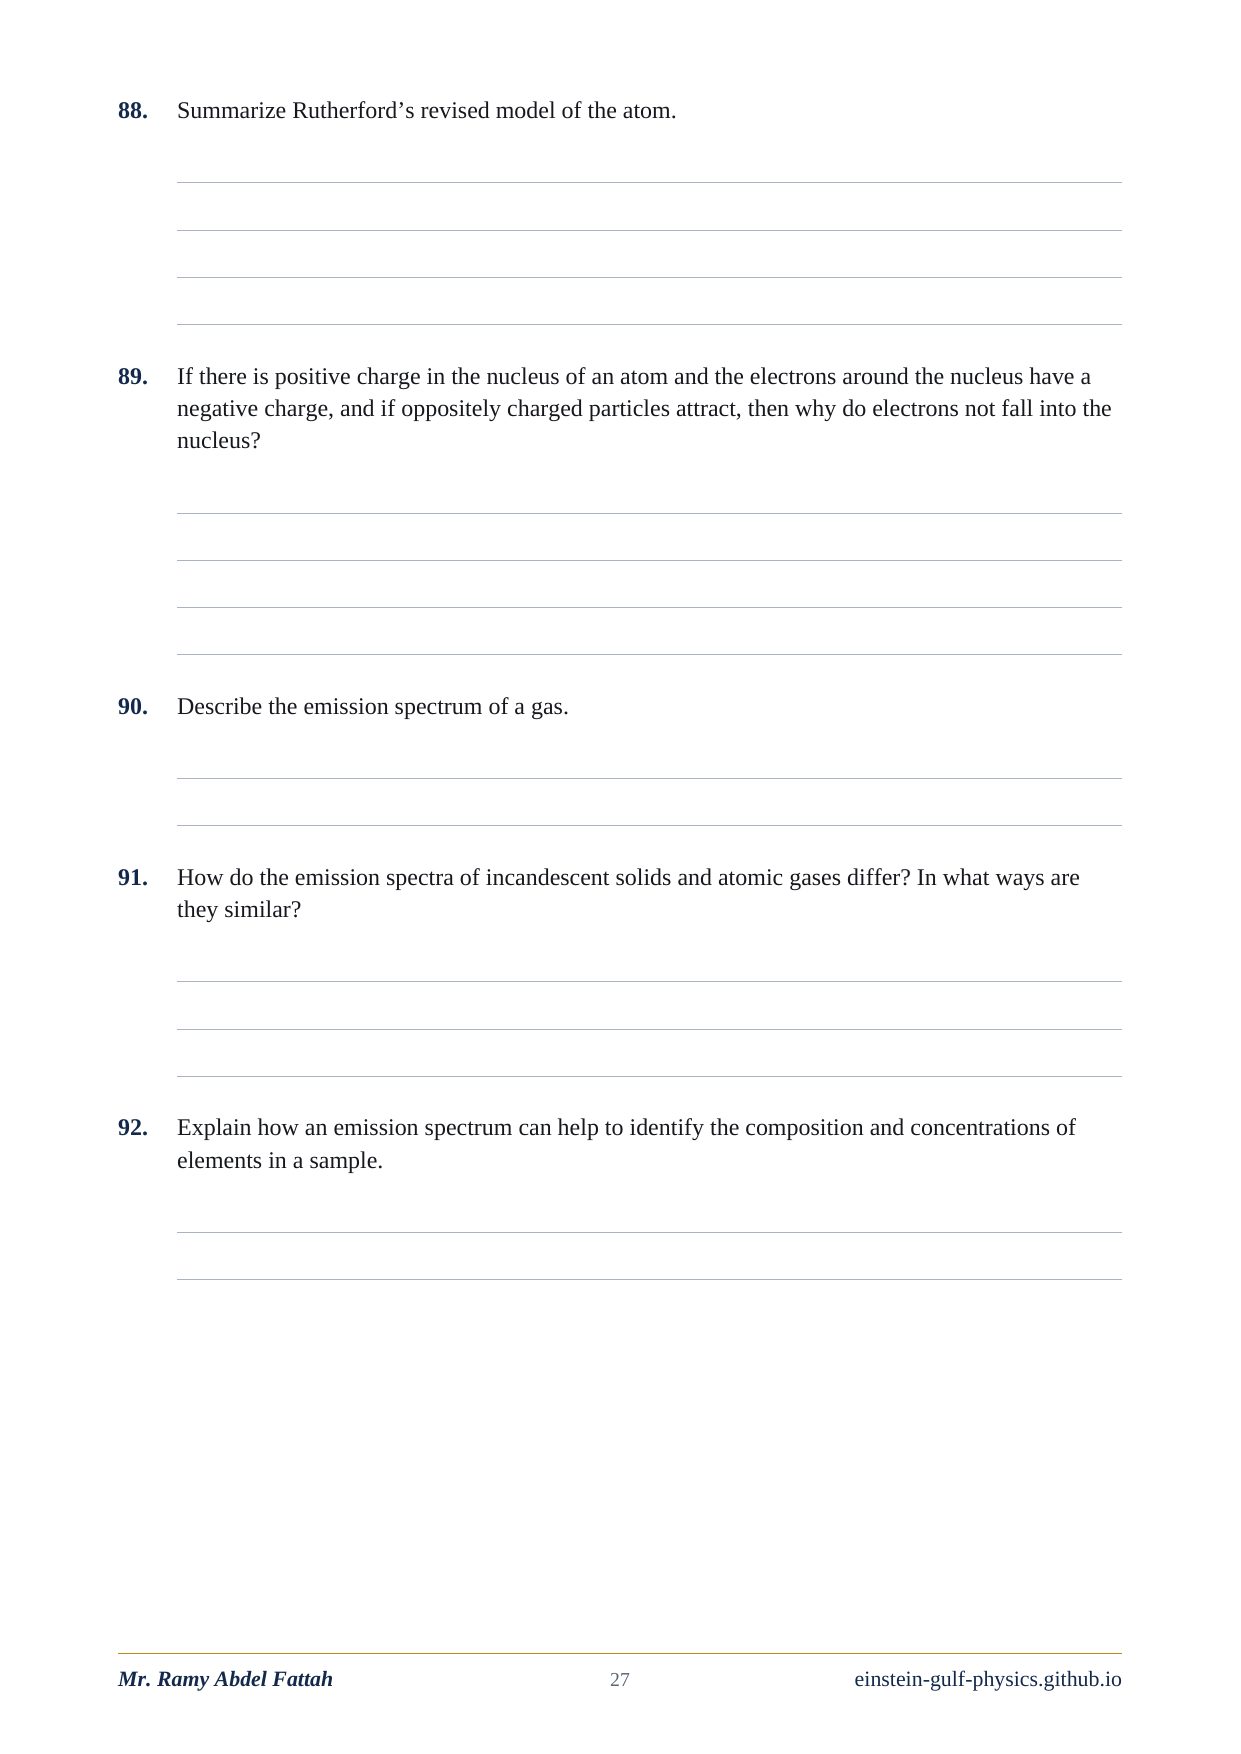 88. Summarize Rutherford’s revised model of the atom.
89. If there is positive charge in the nucleus of an atom and the electrons around the nucleus have a
negative charge, and if oppositely charged particles attract, then why do electrons not fall into the
nucleus?
90. Describe the emission spectrum of a gas.
91. How do the emission spectra of incandescent solids and atomic gases differ? In what ways are
they similar?
92. Explain how an emission spectrum can help to identify the composition and concentrations of
elements in a sample.
Mr. Ramy Abdel Fattah 27 einstein-gulf-physics.github.io